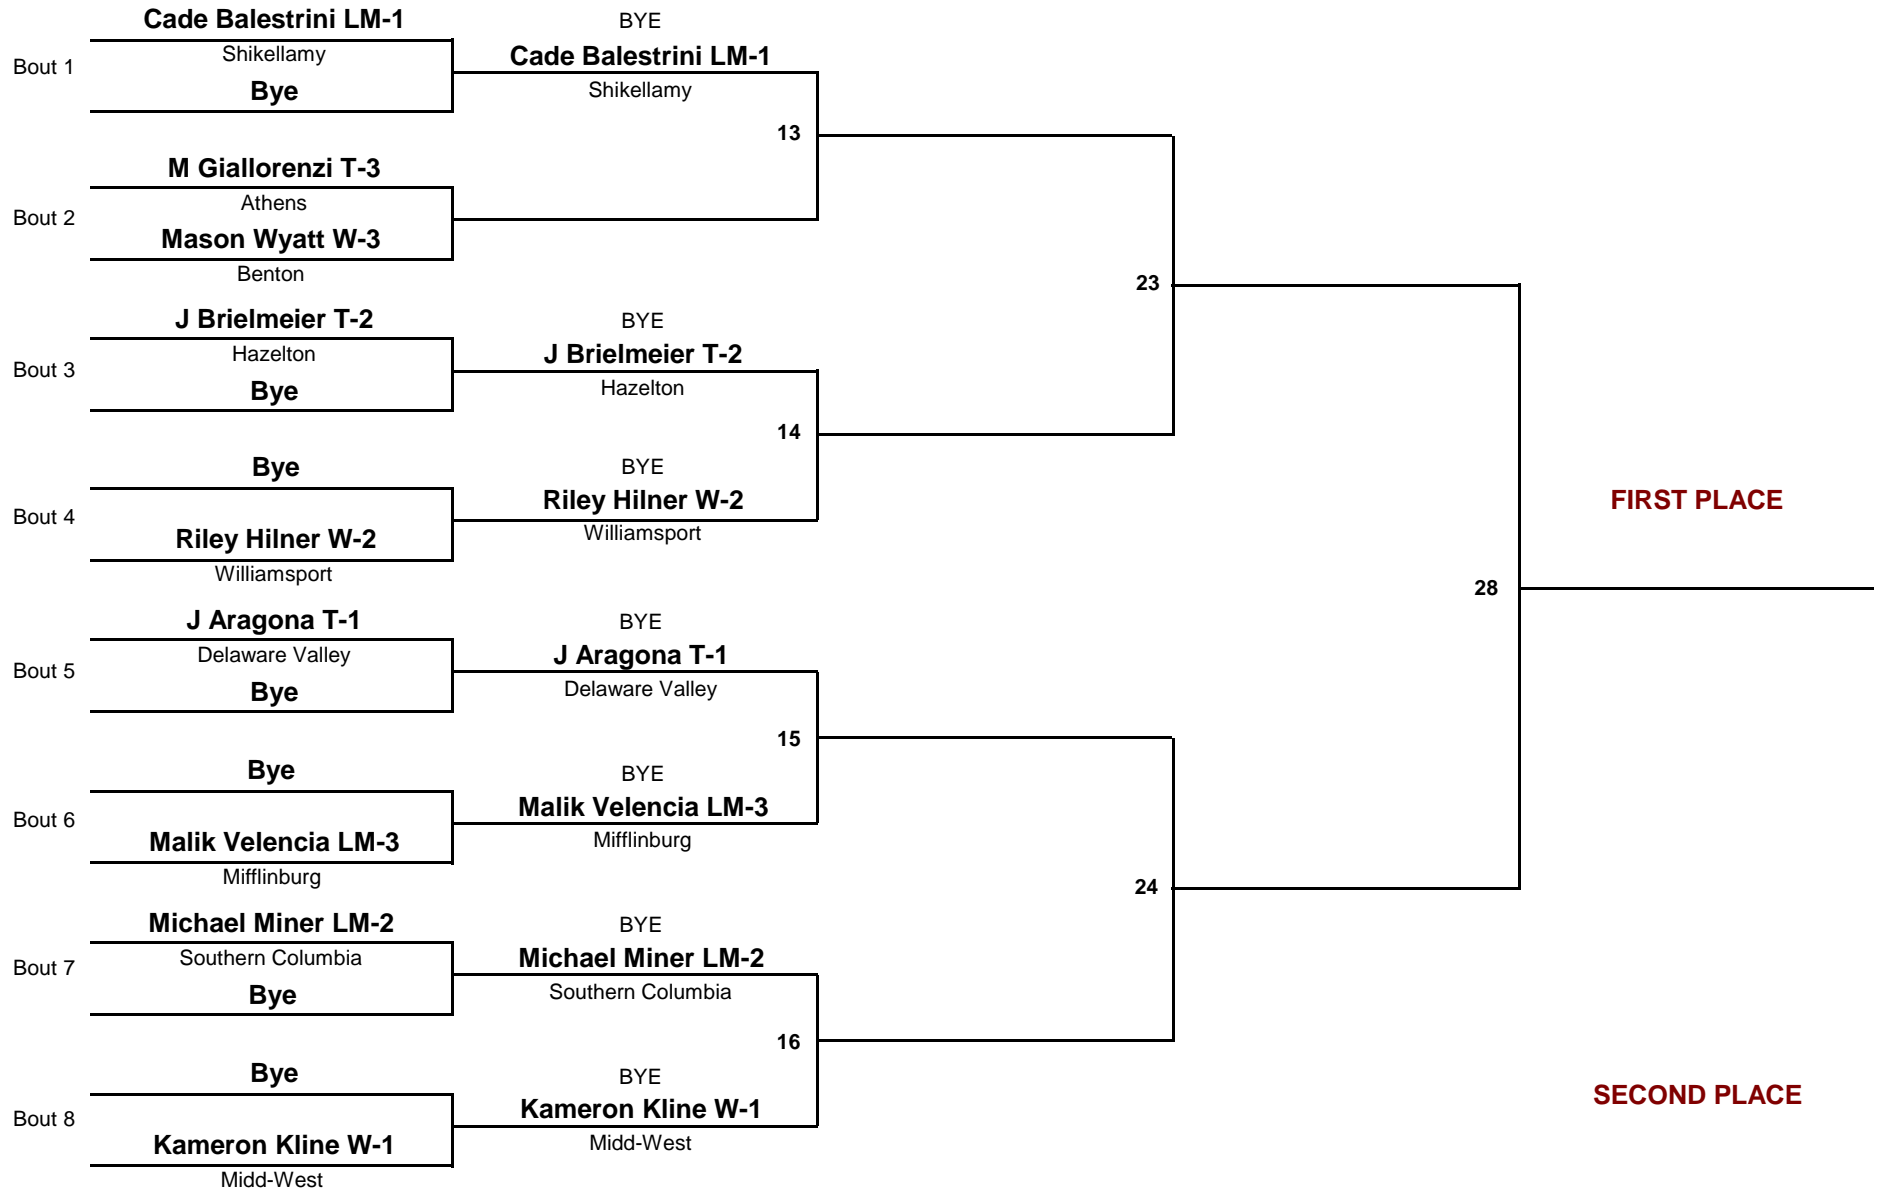 Cade Balestrini LM-1
Bout 1
Shikellamy
Bye
BYE
Cade Balestrini LM-1
Shikellamy
13
M Giallorenzi T-3
Bout 2
Athens
Mason Wyatt W-3
Benton
23
J Brielmeier T-2
Bout 3
Hazelton
Bye
BYE
J Brielmeier T-2
Hazelton
14
Bye
Bout 4
Riley Hilner W-2
Williamsport
BYE
Riley Hilner W-2
Williamsport
FIRST PLACE
28
J Aragona T-1
Bout 5
Delaware Valley
Bye
BYE
J Aragona T-1
Delaware Valley
15
Bye
Bout 6
Malik Velencia LM-3
Mifflinburg
BYE
Malik Velencia LM-3
Mifflinburg
24
Michael Miner LM-2
Bout 7
Southern Columbia
Bye
BYE
Michael Miner LM-2
Southern Columbia
16
Bye
Bout 8
Kameron Kline W-1
Midd-West
BYE
Kameron Kline W-1
Midd-West
SECOND PLACE